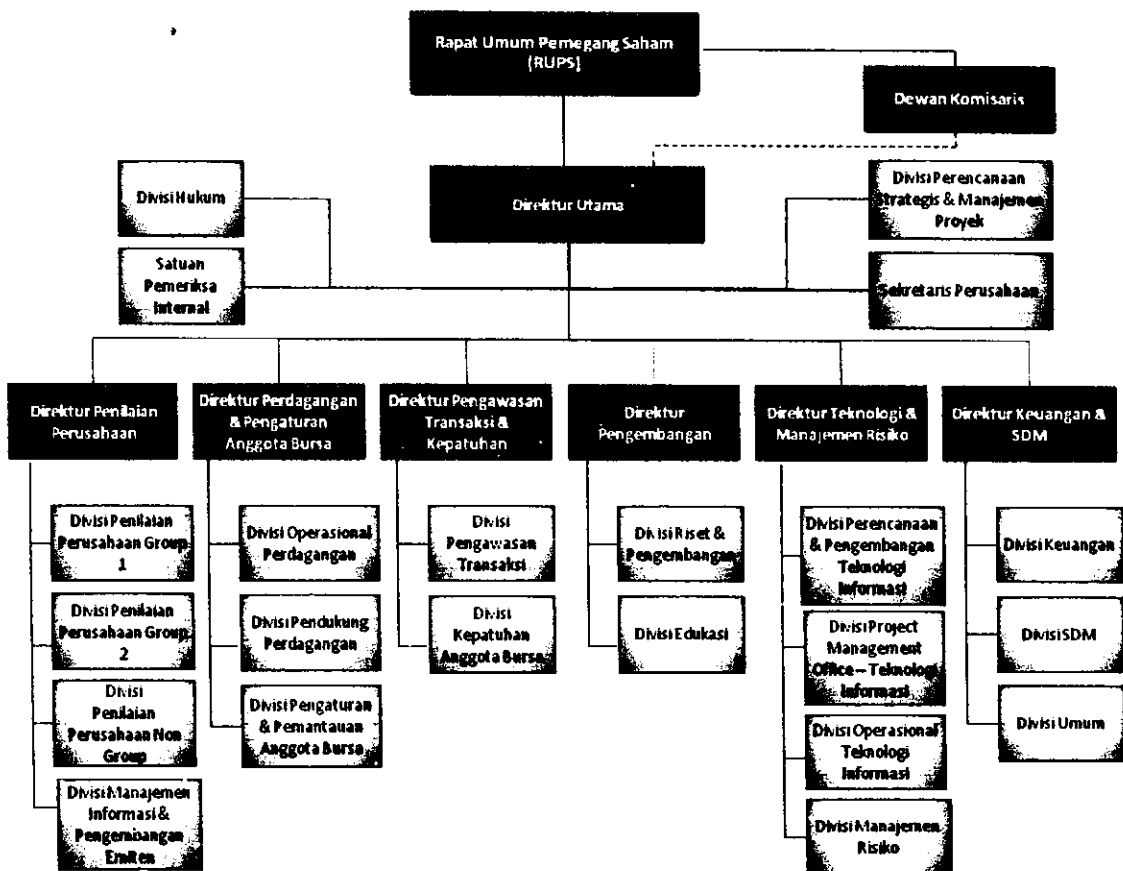 Rapat Umum Pemegang Saham
(RUPS)
Dewan Komisaris
Divisi Hukum
Direktur Utama
Divisi Perencanaan
Strategis & Manajemen
Proyek
Satuan
Pemeriksa
Internal
Sekretaris Perusahaan
Direktur Penilaian
Perusahaan
Direktur Perdagangan
& Pengaturan
Anggota Bursa
Direktur Pengawasan
Transaksi &
Kepatuhan
Direktur
Pengembangan
Direktur Teknologi &
Manajemen Risiko
Direktur Keuangan &
SDM
Divisi Penilaian
Perusahaan Group
1
Divisi Penilaian
Perusahaan Group
2
Divisi
Penilaian
Perusahaan Non
Group
Divisi Manajemen
Informasi &
Pengembangan
Emiten
Divisi Operasional
Perdagangan
Divisi Pendukung
Perdagangan
Divisi Pengaturan
& Pemantauan
Anggota Bursa
Divisi
Pengawasan
Transaksi
Divisi
Kepatuhan
Anggota Bursa
Divisi Riset &
Pengembangan
Divisi Edukasi
Divisi Perencanaan
& Pengembangan
Teknologi
Informasi
Divisi Project
Management
Office – Teknologi
Informasi
Divisi Operasional
Teknologi
Informasi
Divisi Manajemen
Risiko
Divisi Keuangan
Divisi SDM
Divisi Umum